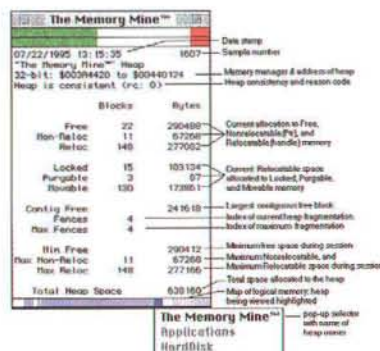 The Memory Mine™
07/22/1995 13:15:35 1607
"The Memory Mine™" Heap
32-bit: $003A4420 to $00440124
Heap is consistent (rc: 0)
Blocks Bytes
Free 22 290488
Non-Reloc 11 67268
Reloc 148 277002
Locked 15 103134
Purgable 3 87
Movable 130 173861
Contig Free 241618
Fences 4
Max Fences 4
Min Free 290412
Max Non-Reloc 11 67268
Max Reloc 148 277166
Total Heap Space 638160
Date stamp
Sample number
Memory manager & address of heap
Heap consistency and reason code
Current allocation to Free,
Nonrelocatable(Ptr), and
Relocatable(handle) memory
Current Relocatable space
allocated to Locked, Purgable,
and Movable memory
Largest contiguous free block
Index of current heap fragmentation
Index of maximum fragmentation
Minimum free space during session
Maximum Nonrelocatable, and
Maximum Relocatable space during session
Total space allocated to the heap
Map of logical memory: heap
being viewed highlighted
The Memory Mine™
Applications
HardDisk
pop-up selector
with name of
heap owner